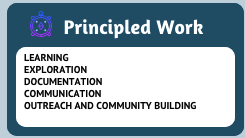 Principled Work
LEARNING
EXPLORATION
DOCUMENTATION
COMMUNICATION
OUTREACH AND COMMUNITY BUILDING